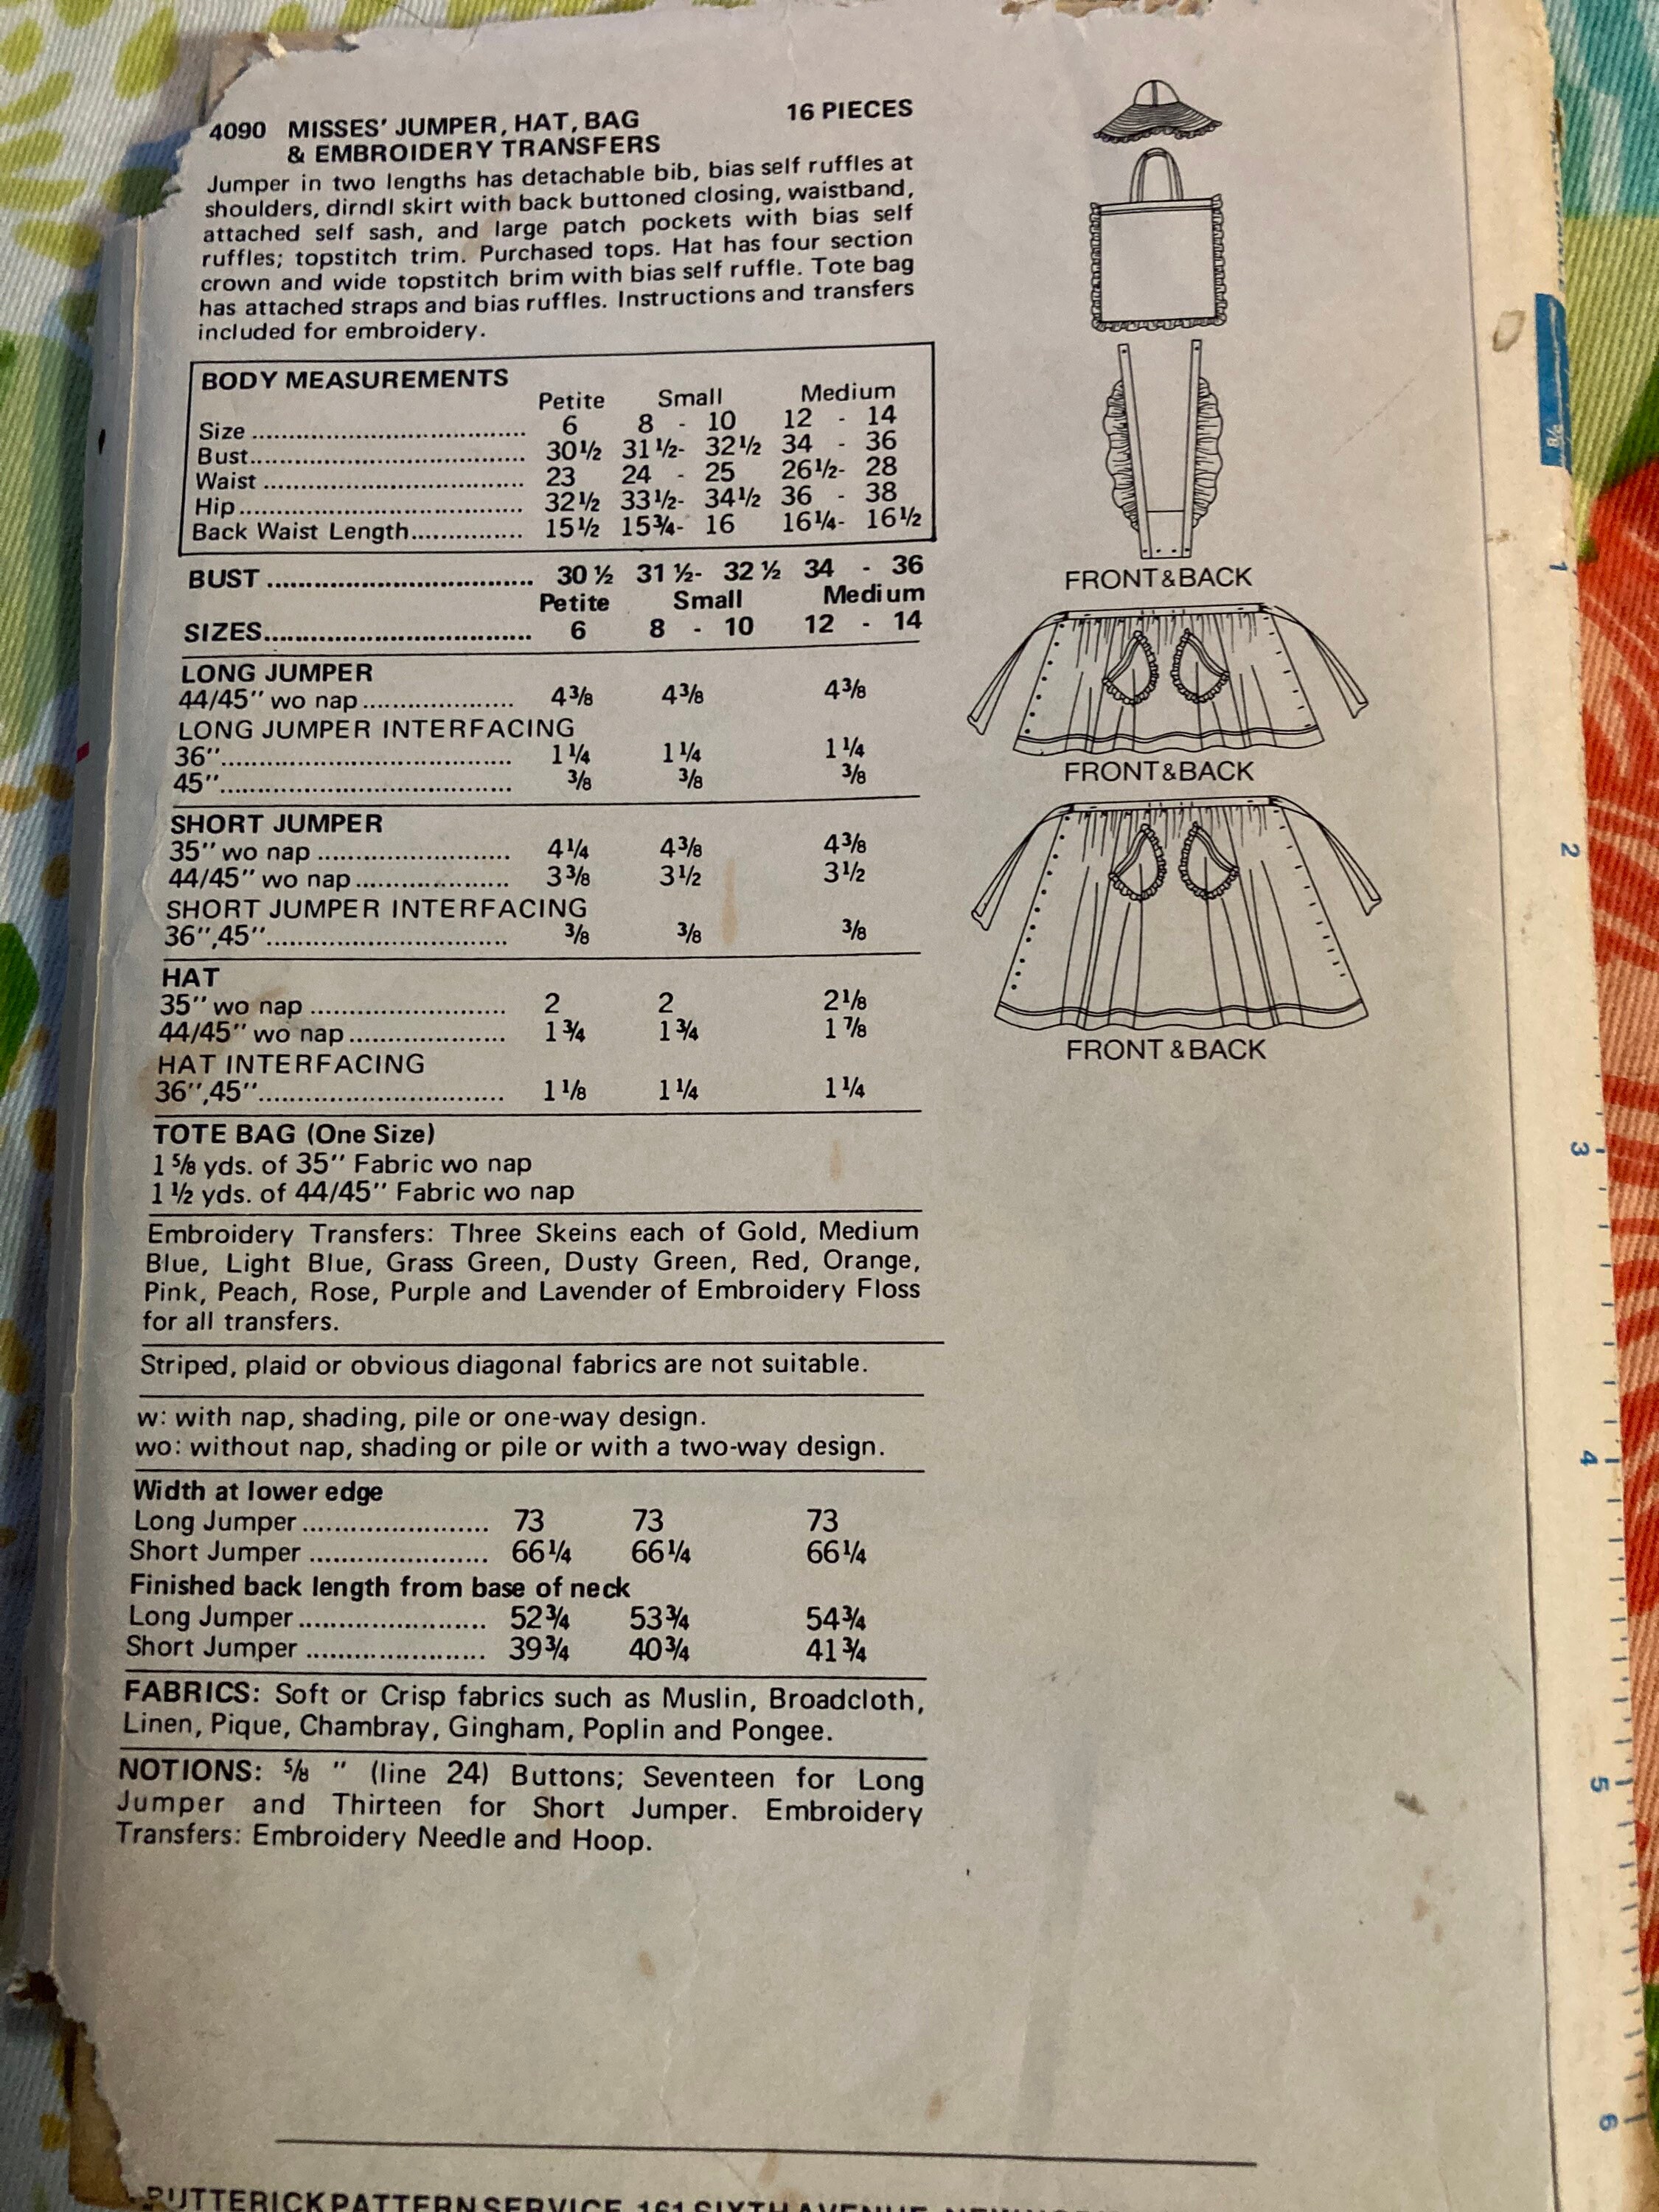 4090 MISSES' JUMPER, HAT, BAG 16 PIECES
& EMBROIDERY TRANSFERS
Jumper in two lengths has detachable bib, bias self ruffles at
shoulders, dirndl skirt with back buttoned closing, waistband,
attached self sash, and large patch pockets with bias self
ruffles; topstitch trim. Purchased tops. Hat has four section
crown and wide topstitch brim with bias self ruffle. Tote bag
has attached straps and bias ruffles. Instructions and transfers
included for embroidery.
BODY MEASUREMENTS
Petite Small Medium
Size ................................... 6 8 - 10 12 - 14
Bust................................... 30½ 31½- 32½ 34 - 36
Waist ................................. 23 24 - 25 26½- 28
Hip.................................... 32½ 33½- 34½ 36 - 38
Back Waist Length............... 15½ 15¾- 16 16¼- 16½
BUST .................................. 30 ½ 31 ½- 32 ½ 34 - 36
Petite Small Medium
SIZES.................................. 6 8 - 10 12 - 14
LONG JUMPER
44/45'' wo nap .................... 4⅜ 4⅜ 4⅜
LONG JUMPER INTERFACING
36''..................................... 1¼ 1¼ 1¼
45''..................................... ⅜ ⅜ ⅜
SHORT JUMPER
35'' wo nap ......................... 4¼ 4⅜ 4⅜
44/45'' wo nap .................... 3⅜ 3½ 3½
SHORT JUMPER INTERFACING
36'',45''............................... ⅜ ⅜ ⅜
HAT
35'' wo nap ......................... 2 2 2⅛
44/45'' wo nap .................... 1¾ 1¾ 1⅞
HAT INTERFACING
36'',45''............................... 1⅛ 1¼ 1¼
TOTE BAG (One Size)
1 ⅝ yds. of 35'' Fabric wo nap
1 ½ yds. of 44/45'' Fabric wo nap
Embroidery Transfers: Three Skeins each of Gold, Medium
Blue, Light Blue, Grass Green, Dusty Green, Red, Orange,
Pink, Peach, Rose, Purple and Lavender of Embroidery Floss
for all transfers.
Striped, plaid or obvious diagonal fabrics are not suitable.
w: with nap, shading, pile or one-way design.
wo: without nap, shading or pile or with a two-way design.
Width at lower edge
Long Jumper ........................ 73 73 73
Short Jumper ....................... 66¼ 66¼ 66¼
Finished back length from base of neck
Long Jumper ........................ 52¾ 53¾ 54¾
Short Jumper ....................... 39¾ 40¾ 41¾
FABRICS: Soft or Crisp fabrics such as Muslin, Broadcloth,
Linen, Pique, Chambray, Gingham, Poplin and Pongee.
NOTIONS: ⅝ '' (line 24) Buttons; Seventeen for Long
Jumper and Thirteen for Short Jumper. Embroidery
Transfers: Embroidery Needle and Hoop.
FRONT&BACK
FRONT&BACK
FRONT &BACK
BUTTERICK PATTERN SERVICE, 161 SIXTH AVENUE,
⅝
1
2
3
4
5
6